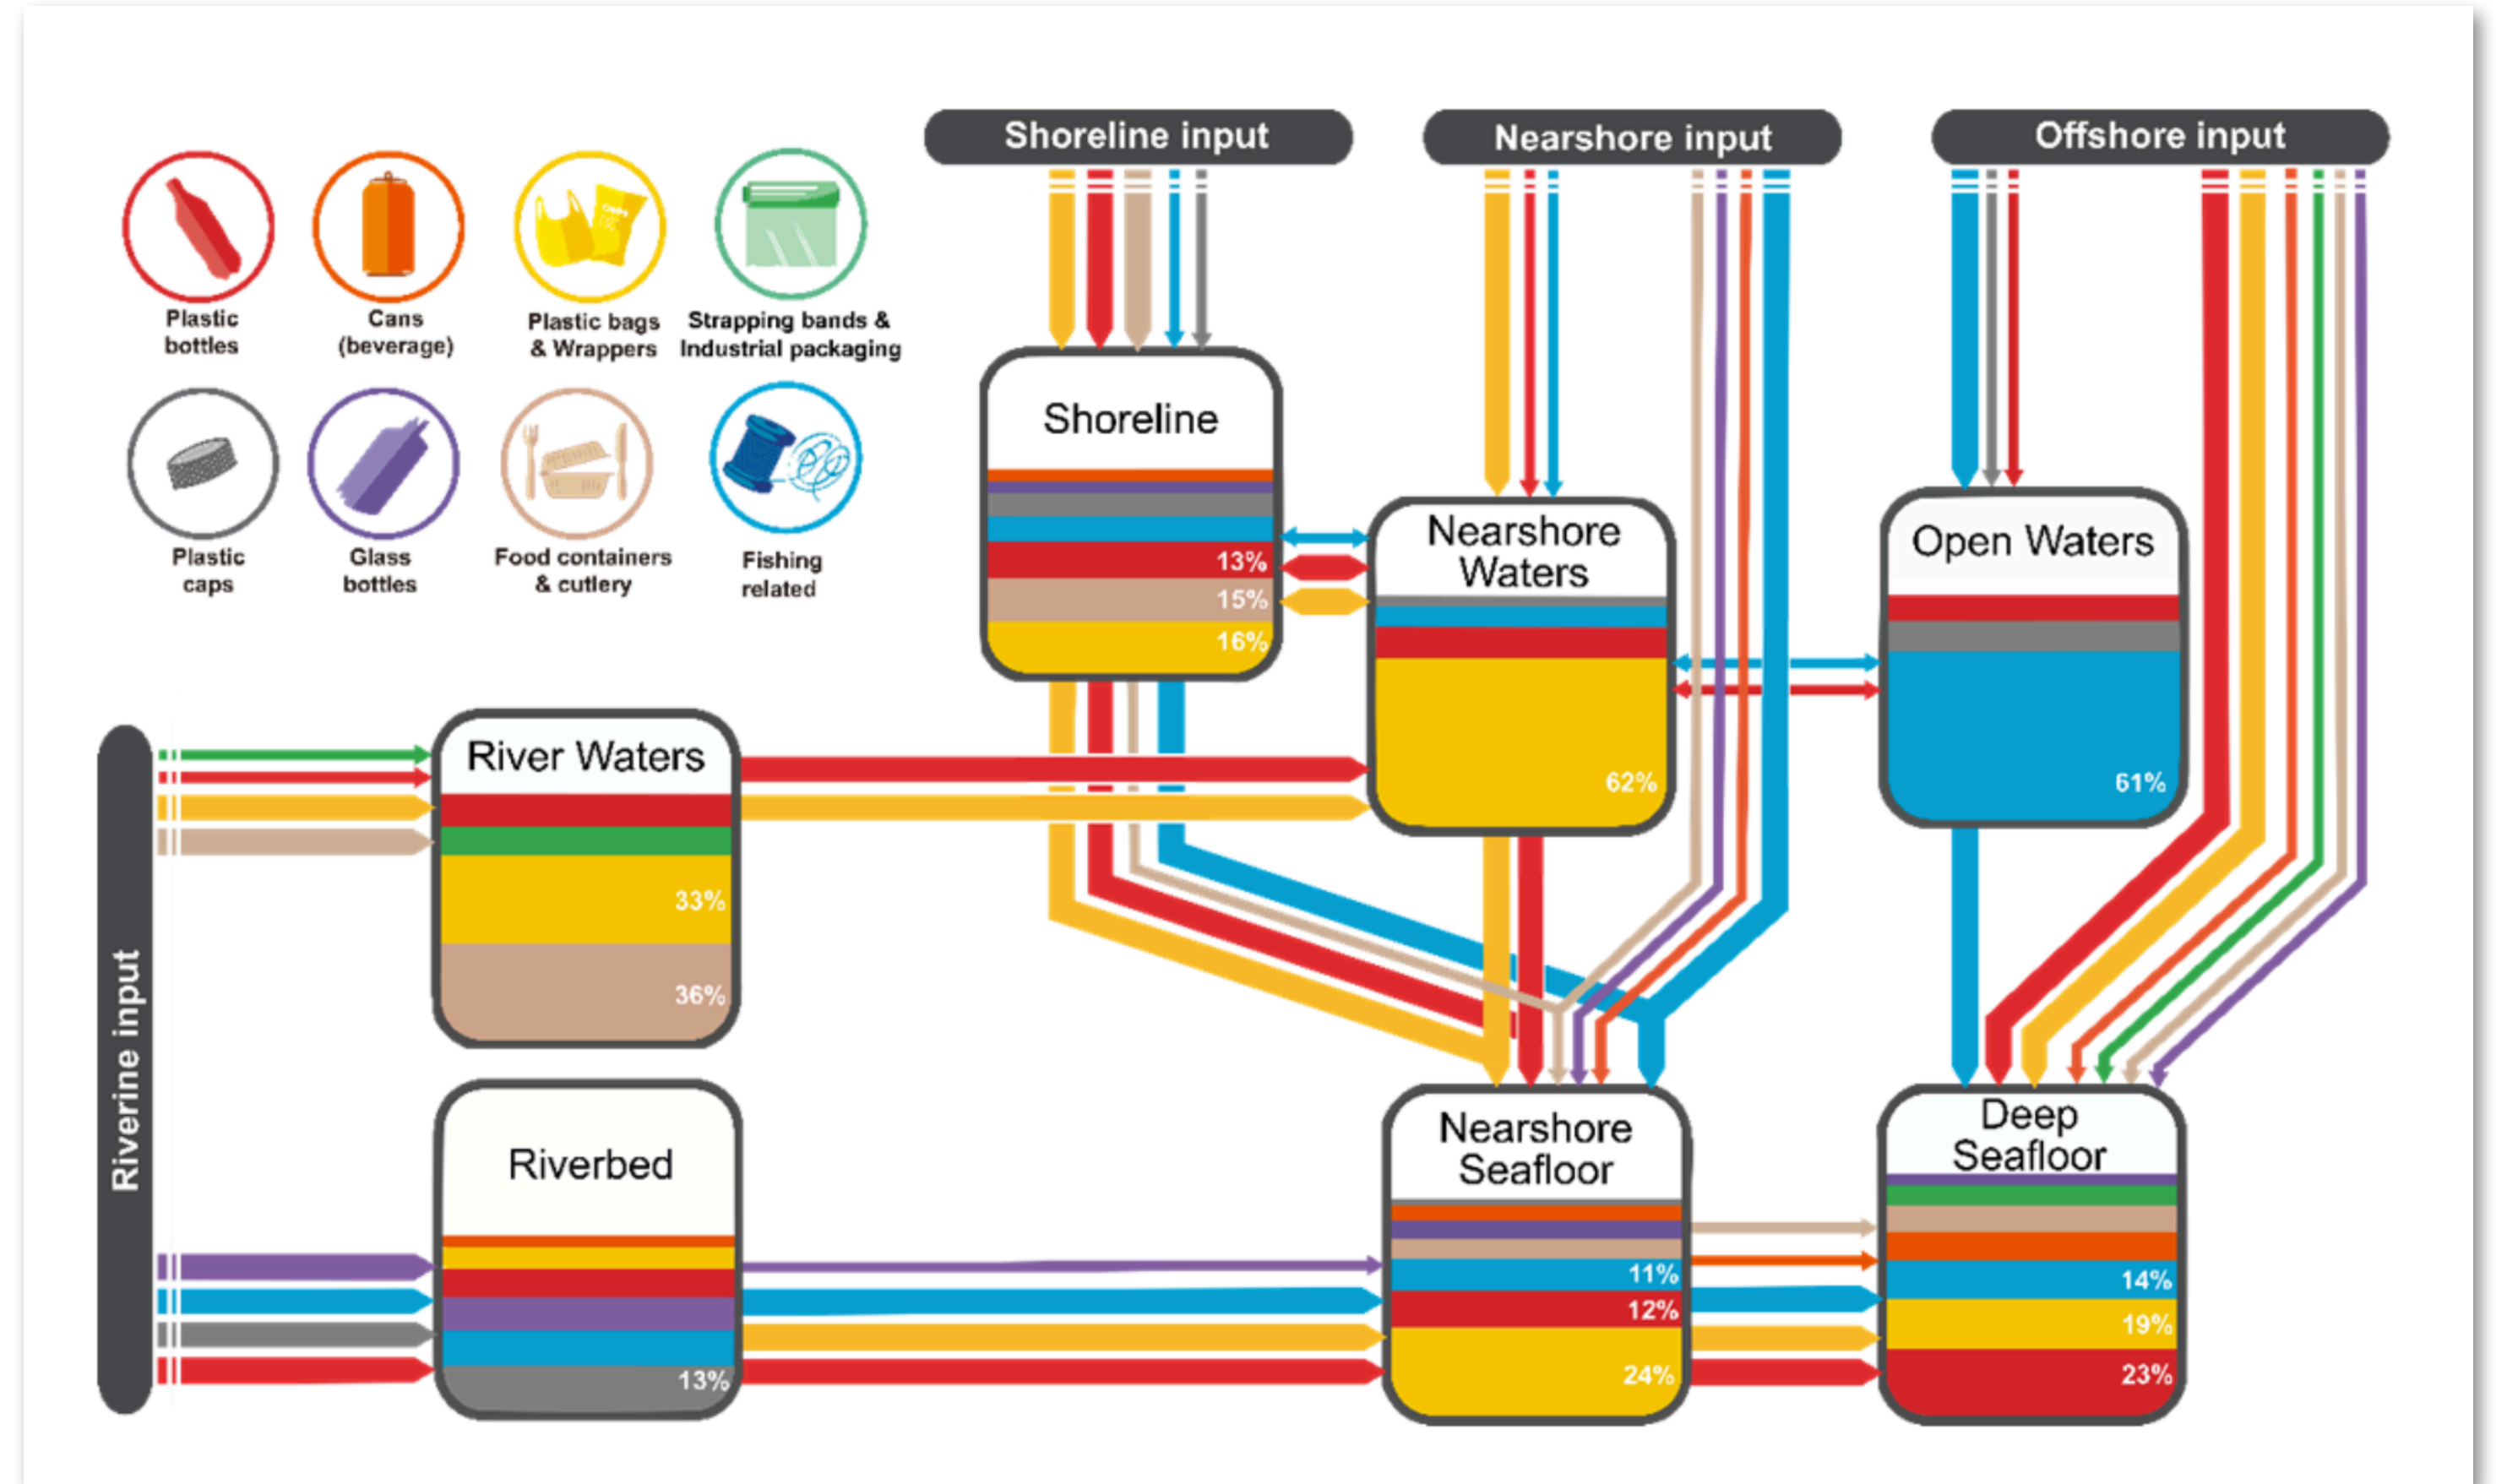 Shoreline input
Nearshore input
Offshore input
Plastic
bottles
Cans
(beverage)
Plastic bags
& Wrappers
Strapping bands &
Industrial packaging
Plastic
caps
Glass
bottles
Food containers
& cutlery
Fishing
related
Shoreline
13%
15%
16%
Nearshore
Waters
62%
Open Waters
61%
Riverine input
River Waters
33%
36%
Riverbed
13%
Nearshore
Seafloor
11%
12%
24%
Deep
Seafloor
14%
19%
23%